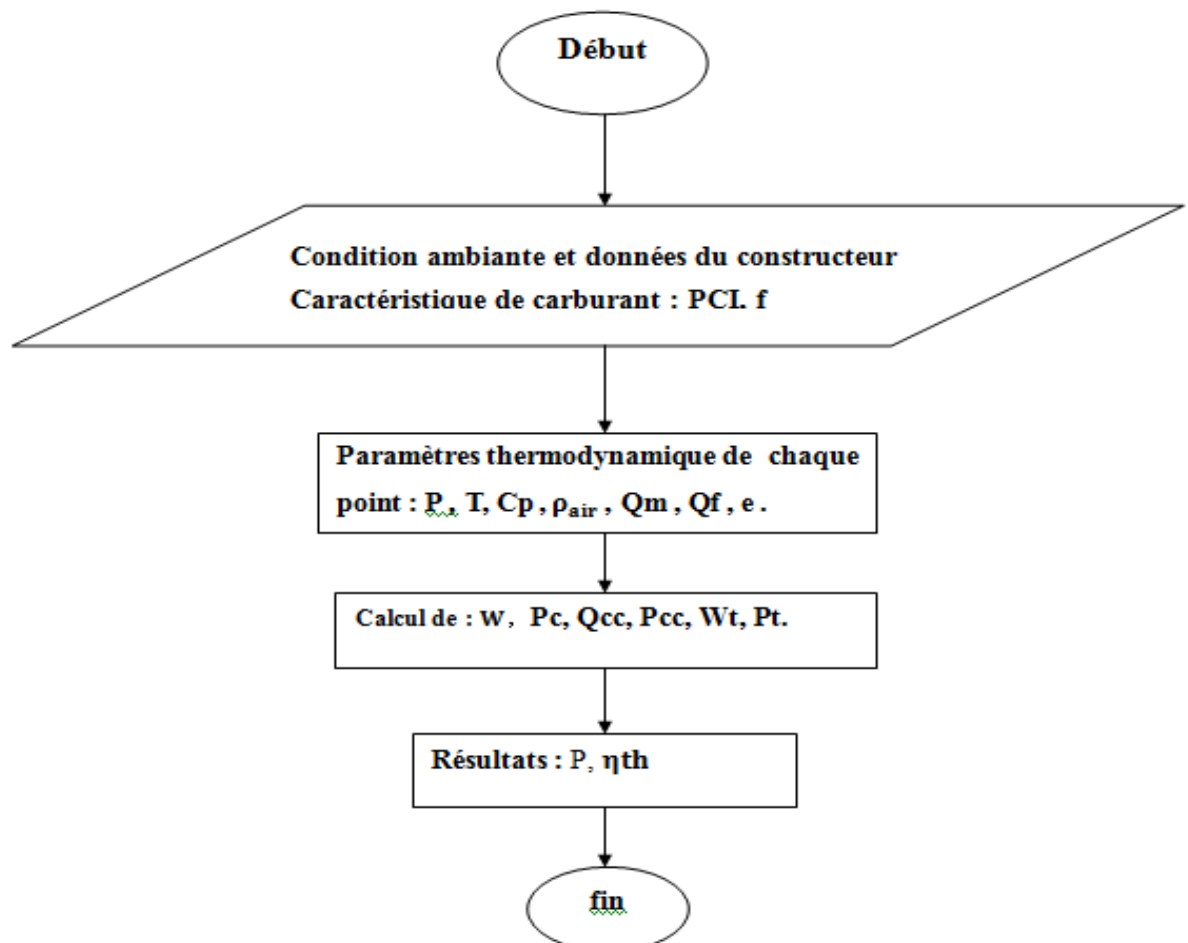 Début
Condition ambiante et données du constructeur
Caractéristique de carburant : PCI. f
Paramètres thermodynamique de chaque
point : P , T, Cp , ρair , Qm , Qf , e .
Calcul de : W, Pc, Qcc, Pcc, Wt, Pt.
Résultats : P, ηth
fin